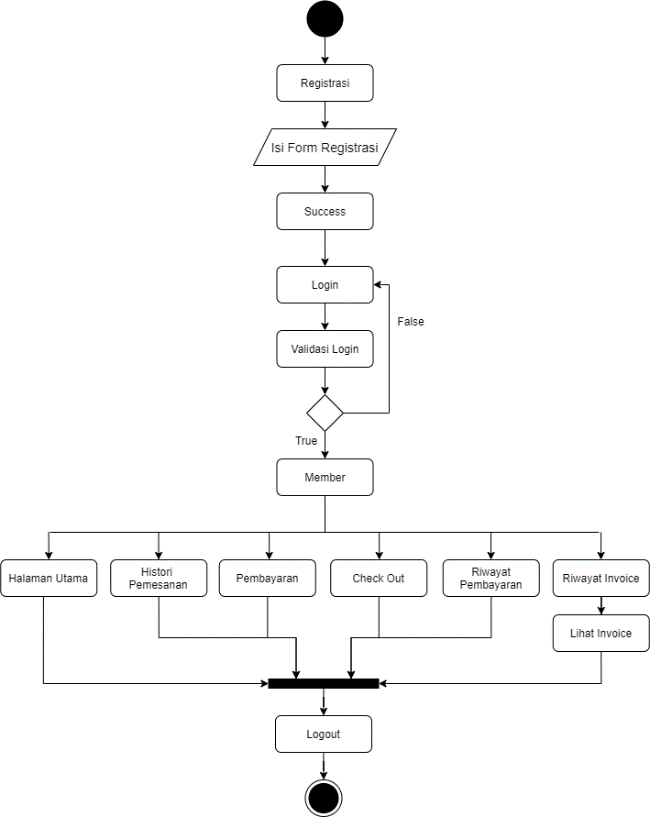 Registrasi
Isi Form Registrasi
Success
Login
False
Validasi Login
True
Member
Halaman Utama
Histori
Pemesanan
Pembayaran
Check Out
Riwayat
Pembayaran
Riwayat Invoice
Lihat Invoice
Logout